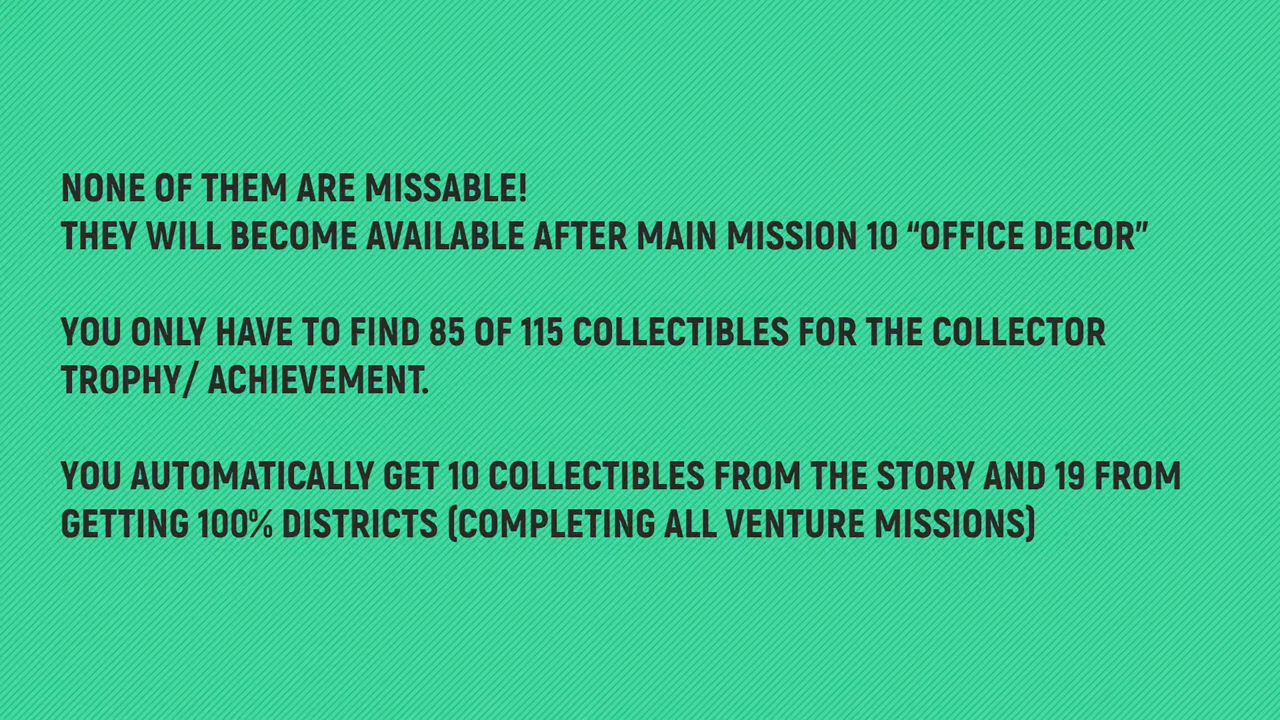 NONE OF THEM ARE MISSABLE!
THEY WILL BECOME AVAILABLE AFTER MAIN MISSION 10 “OFFICE DECOR”
YOU ONLY HAVE TO FIND 85 OF 115 COLLECTIBLES FOR THE COLLECTOR
TROPHY/ ACHIEVEMENT.
YOU AUTOMATICALLY GET 10 COLLECTIBLES FROM THE STORY AND 19 FROM
GETTING 100% DISTRICTS (COMPLETING ALL VENTURE MISSIONS)